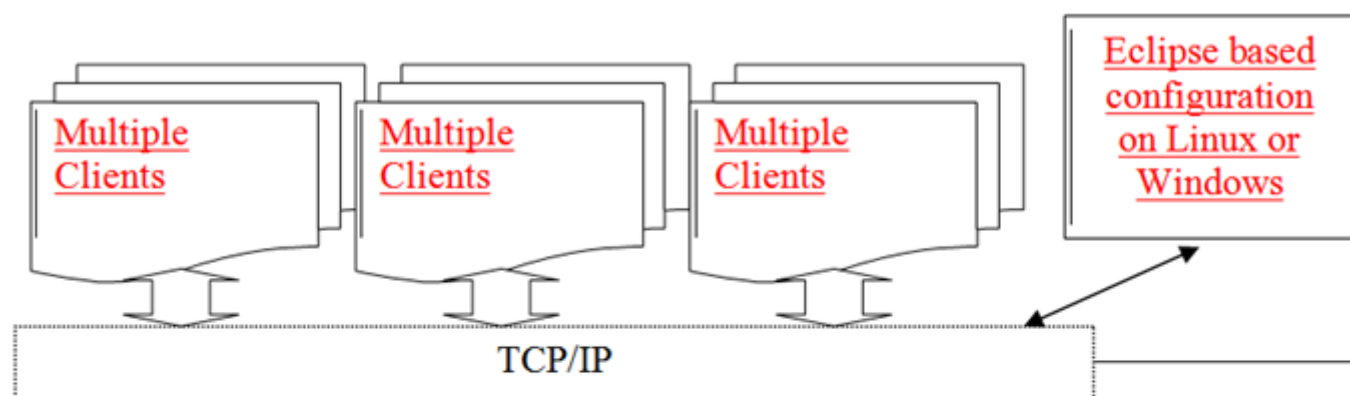 Multiple
Clients
Multiple
Clients
Multiple
Clients
Eclipse based
configuration
on Linux or
Windows
TCP/IP